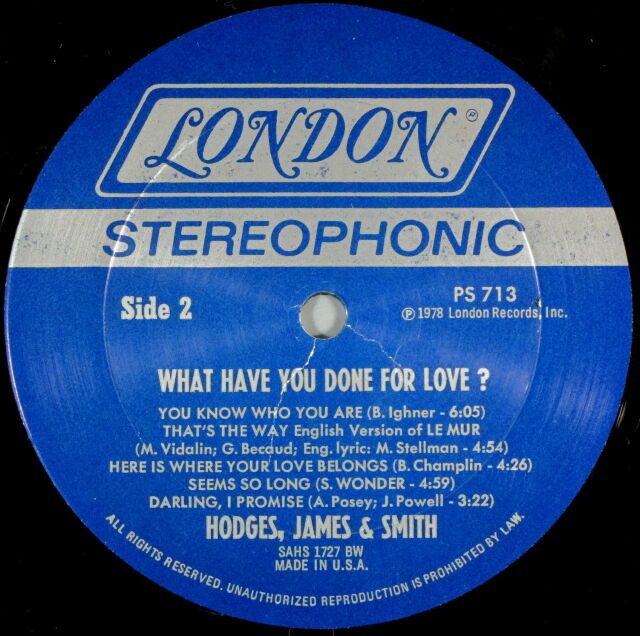 LONDON ℗
STEREOPHONIC
Side 2
PS 713
℗ 1978 London Records, Inc.
WHAT HAVE YOU DONE FOR LOVE ?
YOU KNOW WHO YOU ARE (B. Ighner - 6:05)
THAT'S THE WAY English Version of LE MUR
(M. Vidalin; G. Becaud; Eng. lyric: M. Stellman - 4:54)
HERE IS WHERE YOUR LOVE BELONGS (B. Champlin - 4:26)
SEEMS SO LONG (S. WONDER - 4:59)
DARLING, I PROMISE (A. Posey; J. Powell - 3:22)
HODGES, JAMES & SMITH
SAHS 1727 BW
MADE IN U.S.A.
ALL RIGHTS RESERVED. UNAUTHORIZED REPRODUCTION IS PROHIBITED BY LAW.